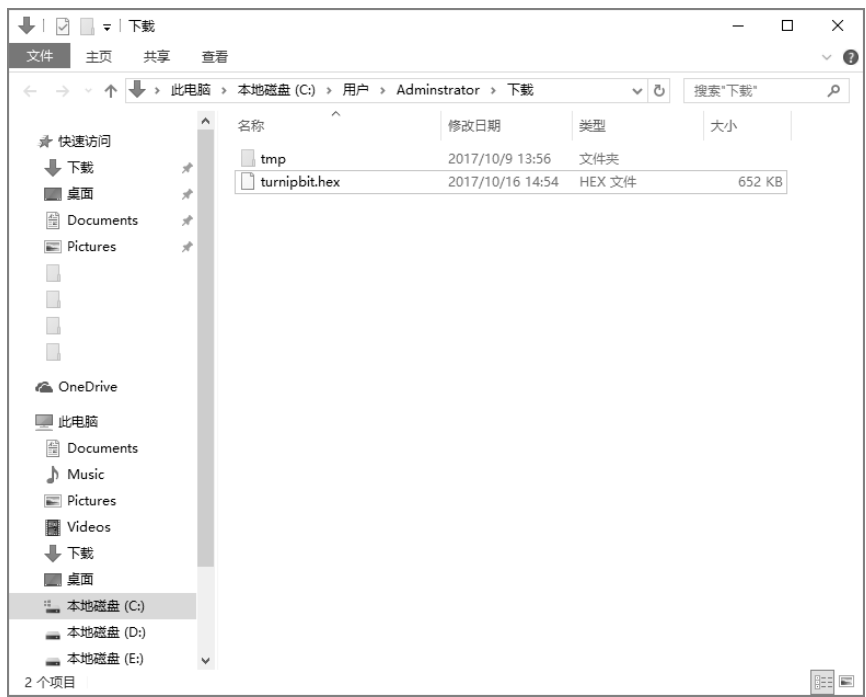 下载
文件 主页 共享 查看
此电脑 本地磁盘 (C:) 用户 Adminstrator 下载 搜索"下载"
名称 修改日期 类型 大小
tmp 2017/10/9 13:56 文件夹
turnipbit.hex 2017/10/16 14:54 HEX 文件 652 KB
快速访问
下载
桌面
Documents
Pictures
OneDrive
此电脑
Documents
Music
Pictures
Videos
下载
桌面
本地磁盘 (C:)
本地磁盘 (D:)
本地磁盘 (E:)
2 个项目